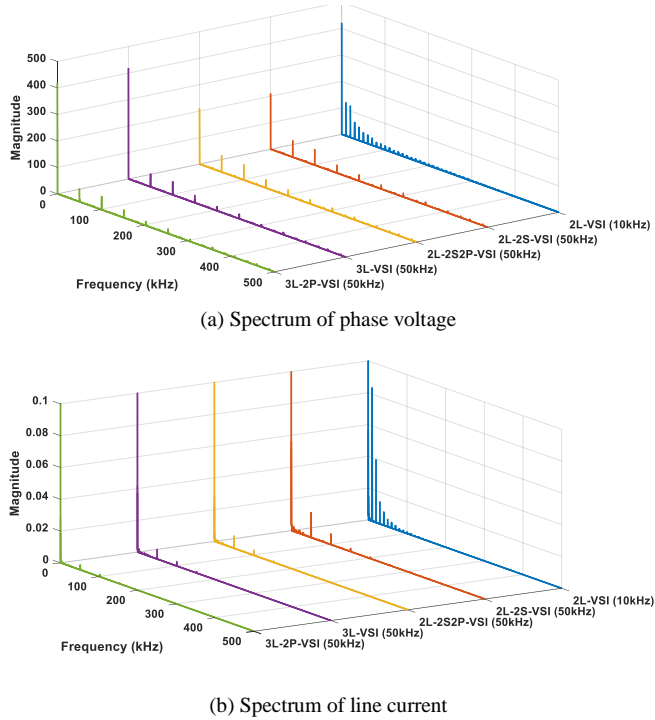 500
400
300
200
100
0
Magnitude
0
100
200
300
400
500
Frequency (kHz)
2L-VSI (10kHz)
2L-2S-VSI (50kHz)
2L-2S2P-VSI (50kHz)
3L-VSI (50kHz)
3L-2P-VSI (50kHz)
(a) Spectrum of phase voltage
0.1
0.08
0.06
0.04
0.02
0
Magnitude
0
100
200
300
400
500
Frequency (kHz)
2L-VSI (10kHz)
2L-2S-VSI (50kHz)
2L-2S2P-VSI (50kHz)
3L-VSI (50kHz)
3L-2P-VSI (50kHz)
(b) Spectrum of line current